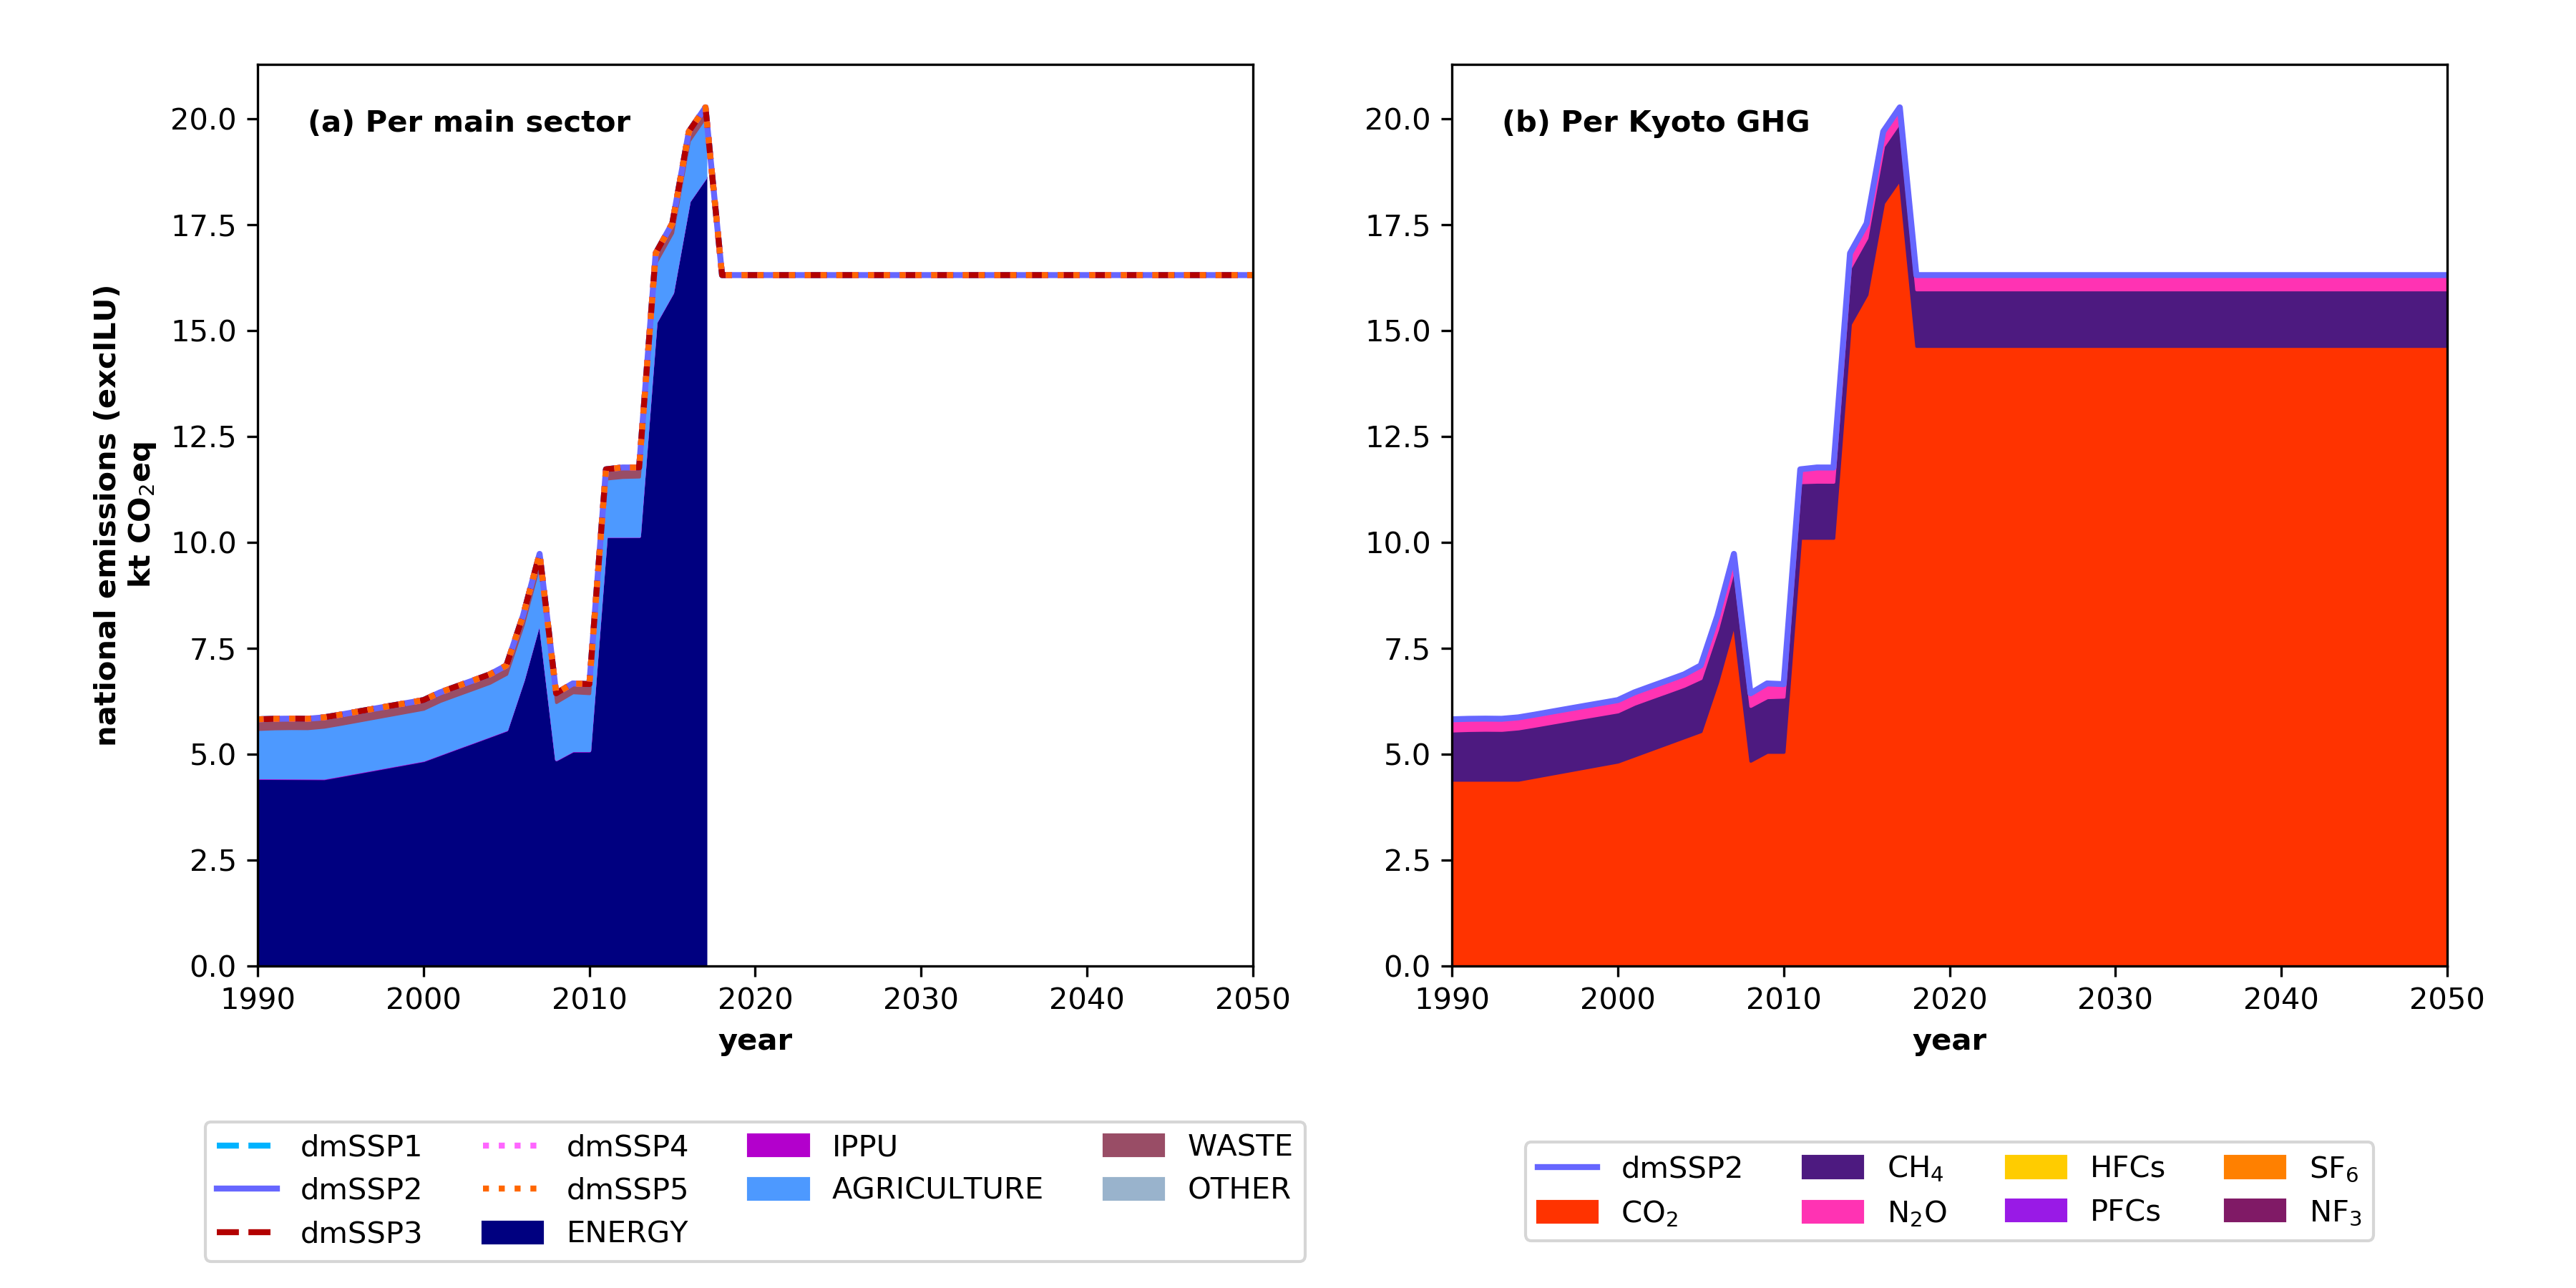 (a) Per main sector
20.0
17.5
15.0
12.5
10.0
7.5
5.0
2.5
0.0
national emissions (exclLU)
kt CO₂eq
1990 2000 2010 2020 2030 2040 2050
year
dmSSP1 dmSSP4 IPPU WASTE
dmSSP2 dmSSP5 AGRICULTURE OTHER
dmSSP3 ENERGY
(b) Per Kyoto GHG
20.0
17.5
15.0
12.5
10.0
7.5
5.0
2.5
0.0
1990 2000 2010 2020 2030 2040 2050
year
dmSSP2 CH₄ HFCs SF₆
CO₂ N₂O PFCs NF₃